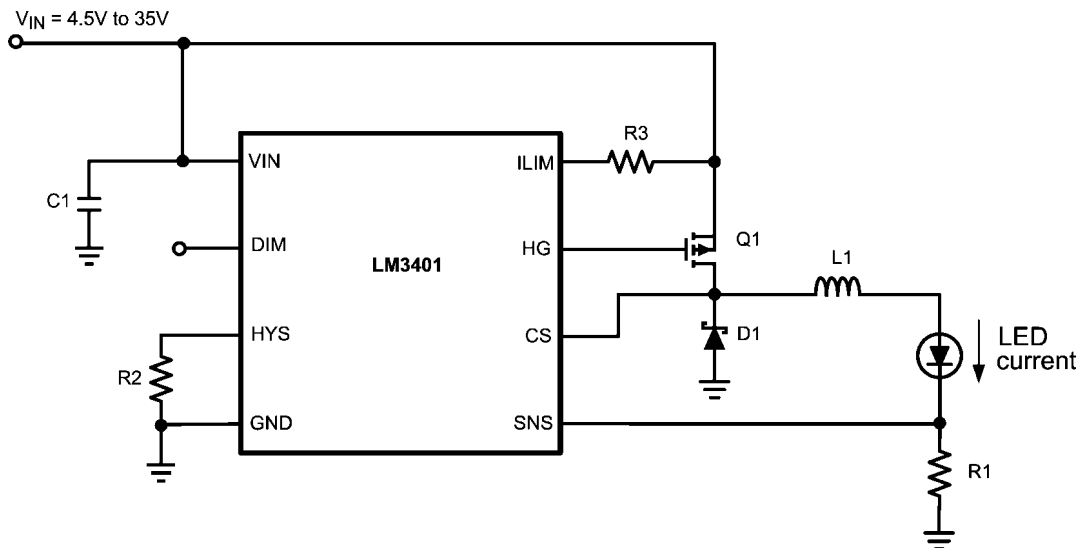 VIN = 4.5V to 35V
R3
VIN
ILIM
C1
Q1
DIM
HG
L1
LM3401
HYS
CS
D1
LED
current
R2
GND
SNS
R1